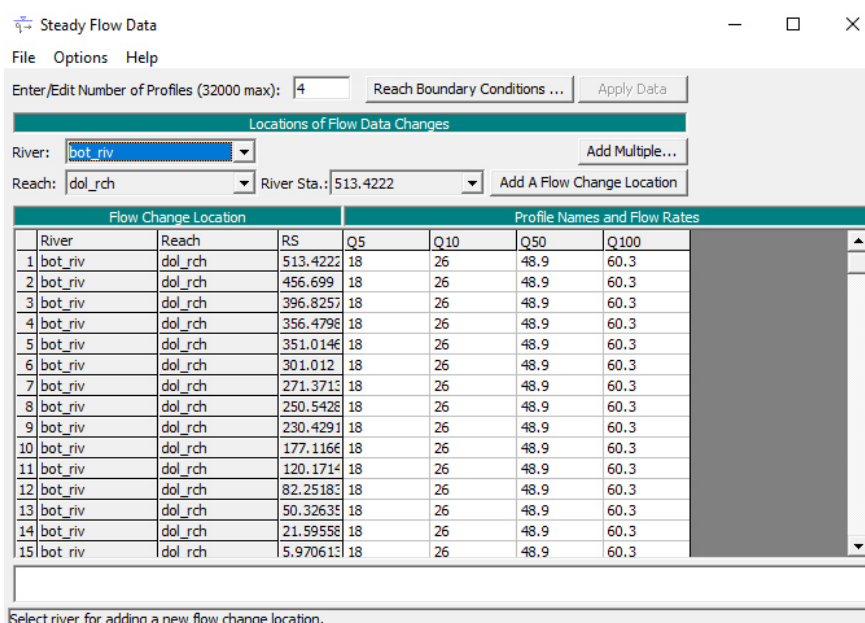 Steady Flow Data
File Options Help
Enter/Edit Number of Profiles (32000 max): 4 Reach Boundary Conditions ... Apply Data
Locations of Flow Data Changes
River: bot_riv Add Multiple...
Reach: dol_rch River Sta.: 513.4222 Add A Flow Change Location
Flow Change Location Profile Names and Flow Rates
River Reach RS Q5 Q10 Q50 Q100
1 bot_riv dol_rch 513.4222 18 26 48.9 60.3
2 bot_riv dol_rch 456.699 18 26 48.9 60.3
3 bot_riv dol_rch 396.8257 18 26 48.9 60.3
4 bot_riv dol_rch 356.4798 18 26 48.9 60.3
5 bot_riv dol_rch 351.0146 18 26 48.9 60.3
6 bot_riv dol_rch 301.012 18 26 48.9 60.3
7 bot_riv dol_rch 271.3713 18 26 48.9 60.3
8 bot_riv dol_rch 250.5428 18 26 48.9 60.3
9 bot_riv dol_rch 230.4291 18 26 48.9 60.3
10 bot_riv dol_rch 177.1166 18 26 48.9 60.3
11 bot_riv dol_rch 120.1714 18 26 48.9 60.3
12 bot_riv dol_rch 82.25183 18 26 48.9 60.3
13 bot_riv dol_rch 50.32635 18 26 48.9 60.3
14 bot_riv dol_rch 21.59558 18 26 48.9 60.3
15 bot_riv dol_rch 5.970613 18 26 48.9 60.3
Select river for adding a new flow change location.